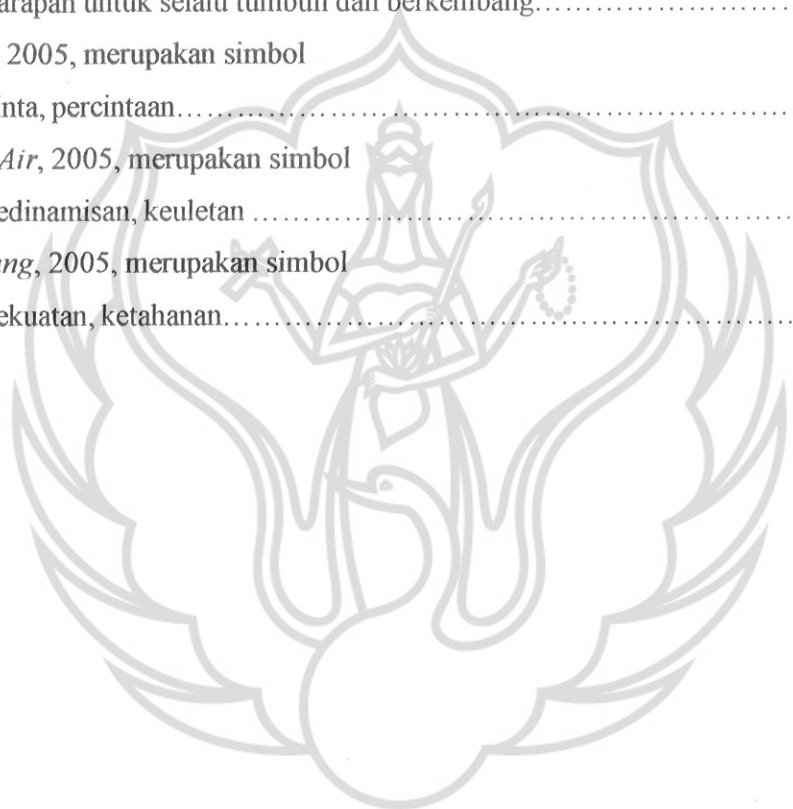 arapan untuk selalu tumbuh dan berkembang……………………
2005, merupakan simbol
inta, percintaan……………………………………………………
Air, 2005, merupakan simbol
edinamisan, keuletan ………………………………………………
ng, 2005, merupakan simbol
ekuatan, ketahanan…………………………………………………